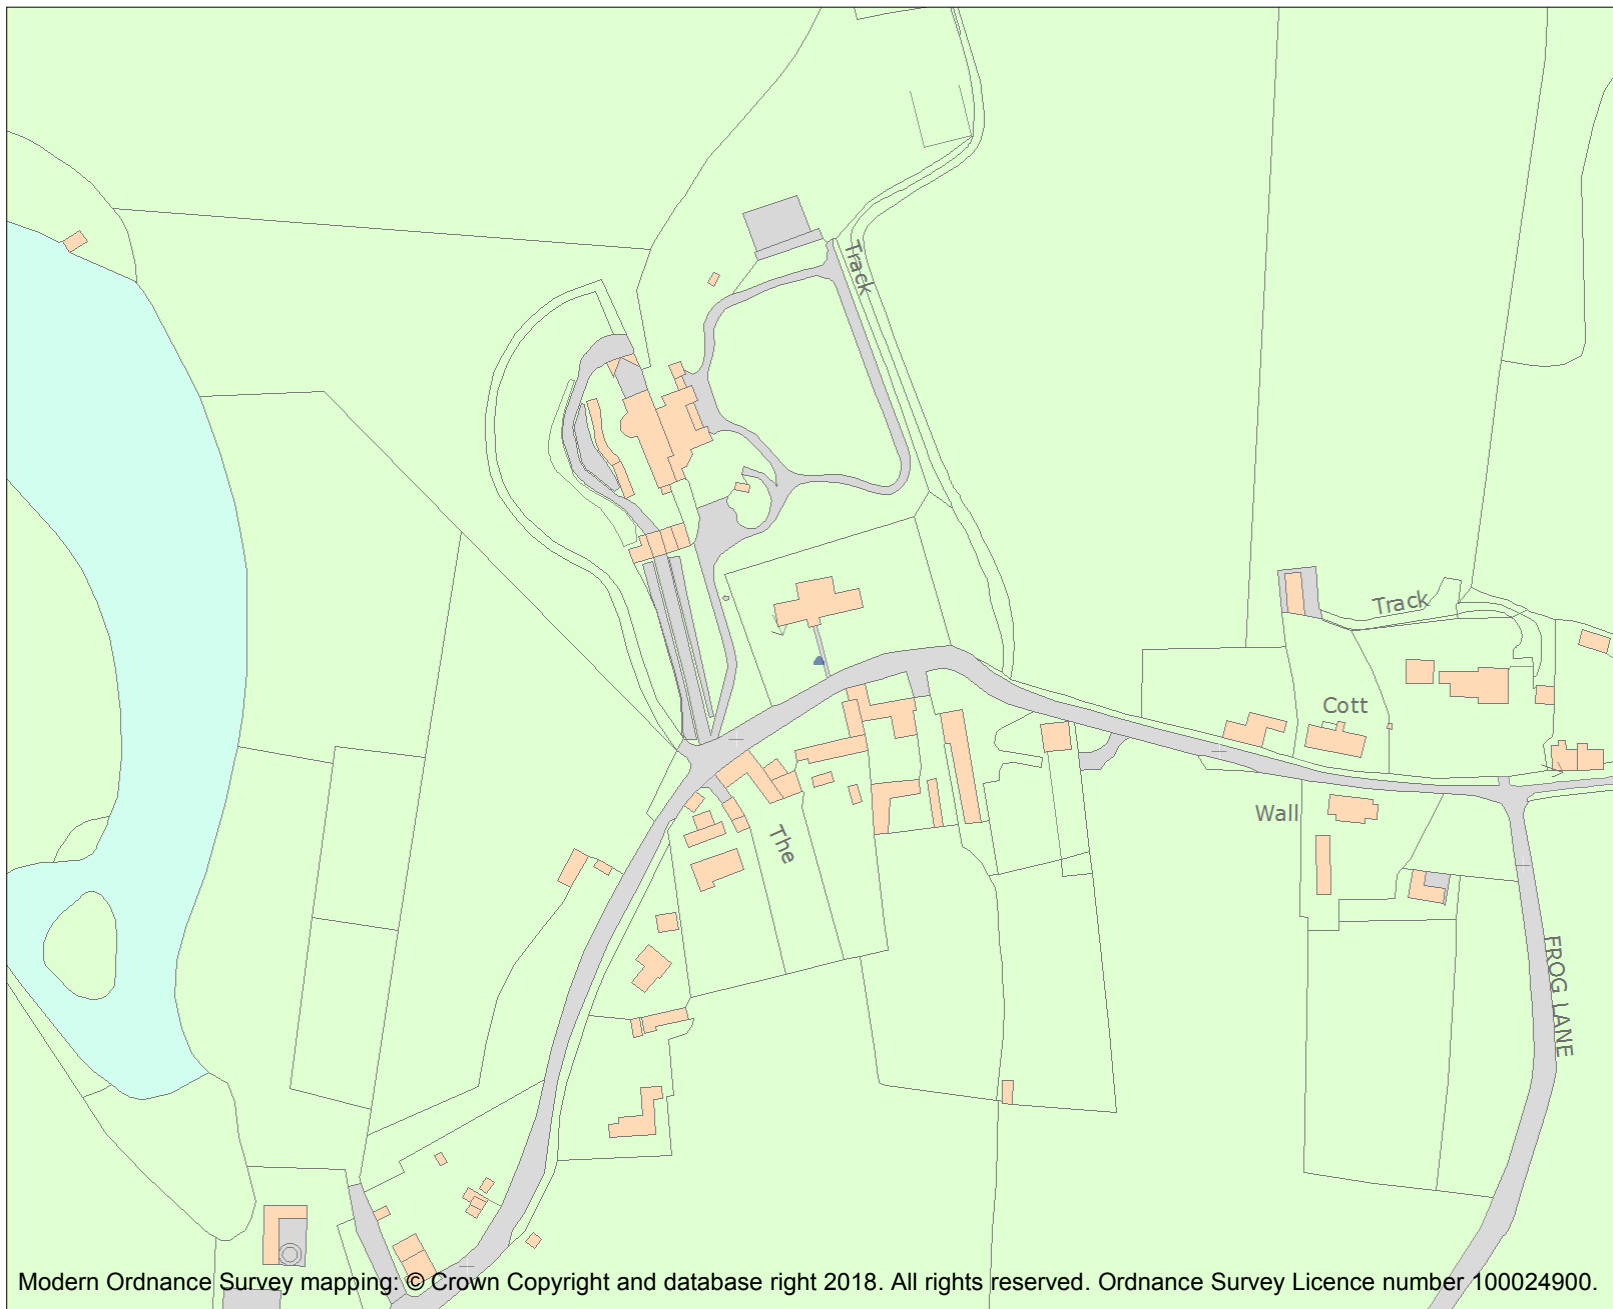 Track
Track
Cott
The
Wall
FROG LANE
Modern Ordnance Survey mapping: © Crown Copyright and database right 2018. All rights reserved. Ordnance Survey Licence number 100024900.